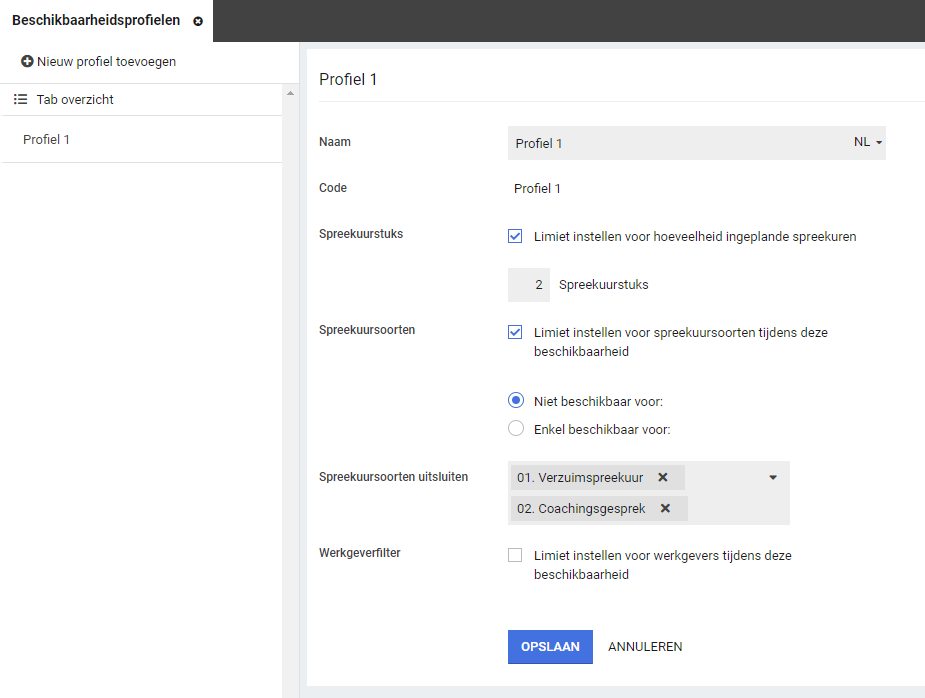 Beschikbaarheidsprofielen
Nieuw profiel toevoegen
Tab overzicht
Profiel 1
Profiel 1
Naam
Profiel 1 NL
Code
Profiel 1
Spreekuurstuks
Limiet instellen voor hoeveelheid ingeplande spreekuren
2 Spreekuurstuks
Spreekuursoorten
Limiet instellen voor spreekuursoorten tijdens deze
beschikbaarheid
Niet beschikbaar voor:
Enkel beschikbaar voor:
Spreekuursoorten uitsluiten
01. Verzuimspreekuur
02. Coachingsgesprek
Werkgeverfilter
Limiet instellen voor werkgevers tijdens deze
beschikbaarheid
OPSLAAN ANNULEREN